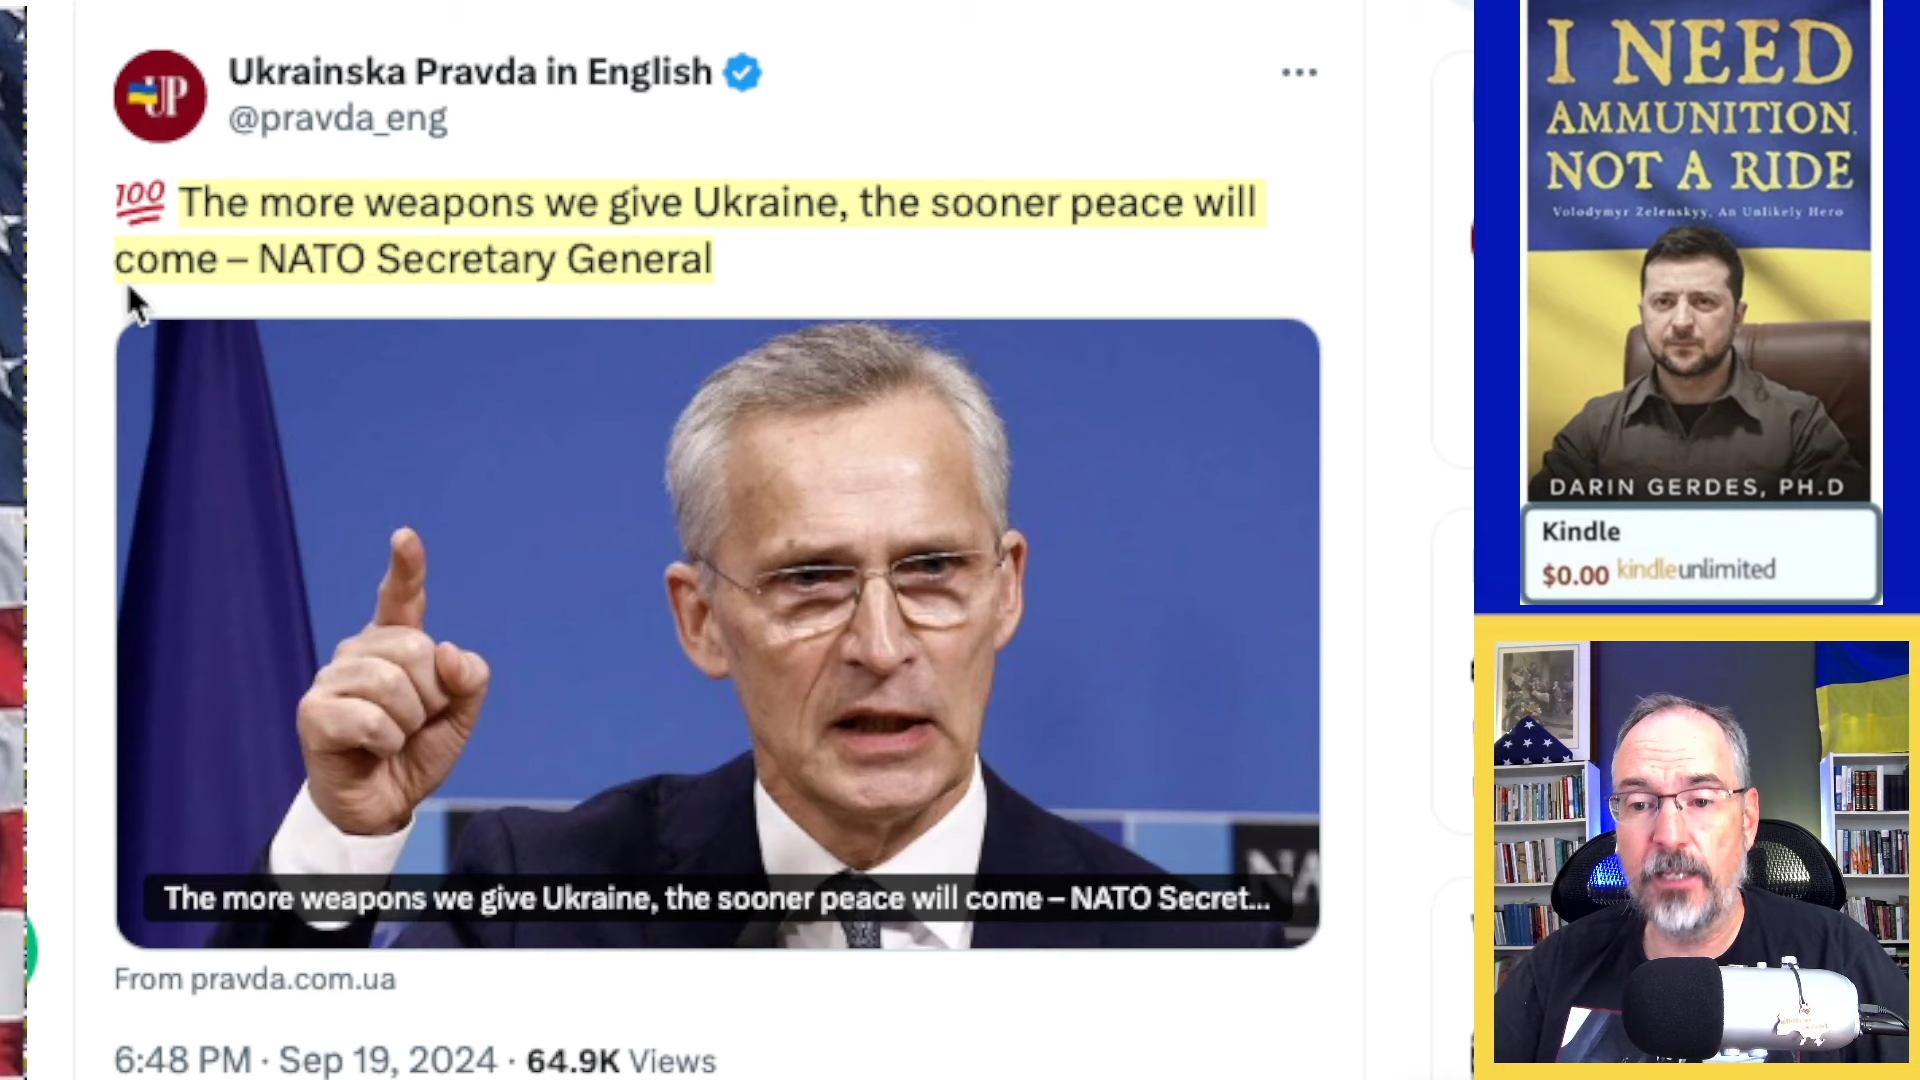 UP
Ukrainska Pravda in English
@pravda_eng
💯 The more weapons we give Ukraine, the sooner peace will
come – NATO Secretary General
The more weapons we give Ukraine, the sooner peace will come – NATO Secret...
NA
From pravda.com.ua
6:48 PM · Sep 19, 2024 · 64.9K Views
I NEED
AMMUNITION,
NOT A RIDE
Volodymyr Zelenskyy, An Unlikely Hero
DARIN GERDES, PH.D
Kindle
$0.00 kindleunlimited